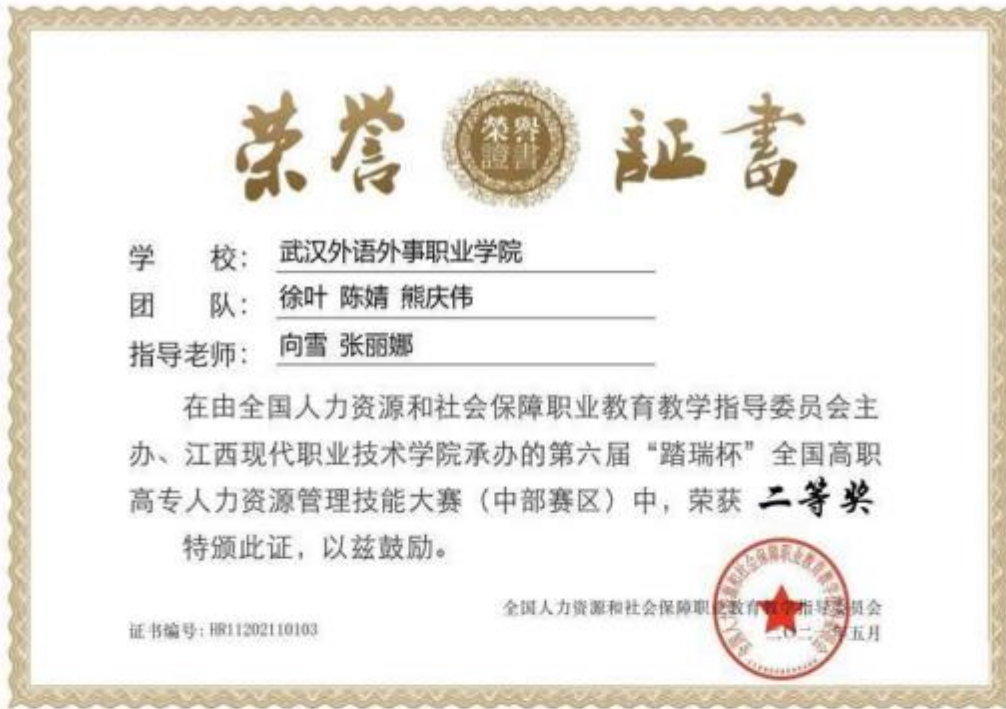 荣誉 榮譽證書 証書
学 校： 武汉外语外事职业学院
团 队： 徐叶 陈婧 熊庆伟
指导老师： 向雪 张丽娜
在由全国人力资源和社会保障职业教育教学指导委员会主
办、江西现代职业技术学院承办的第六届“踏瑞杯”全国高职
高专人力资源管理技能大赛（中部赛区）中，荣获 二等奖
特颁此证，以兹鼓励。
全国人力资源和社会保障职业教育教学指导委员会
证书编号：HR11202110103
二〇二 年五月